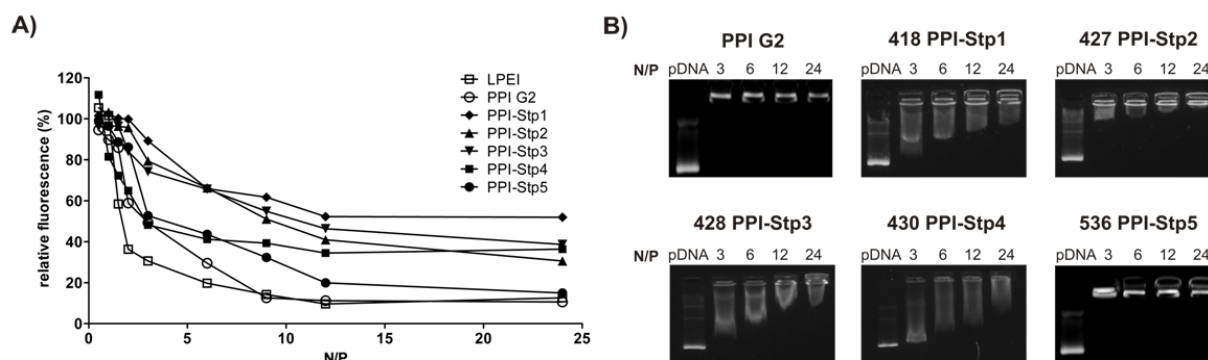 A)
relative fluorescence (%)
120
100
80
60
40
20
0
0 5 10 15 20 25
N/P
LPEI
PPI G2
PPI-Stp1
PPI-Stp2
PPI-Stp3
PPI-Stp4
PPI-Stp5
B)
PPI G2
N/P pDNA 3 6 12 24
418 PPI-Stp1
pDNA 3 6 12 24
427 PPI-Stp2
pDNA 3 6 12 24
428 PPI-Stp3
N/P pDNA 3 6 12 24
430 PPI-Stp4
pDNA 3 6 12 24
536 PPI-Stp5
pDNA 3 6 12 24